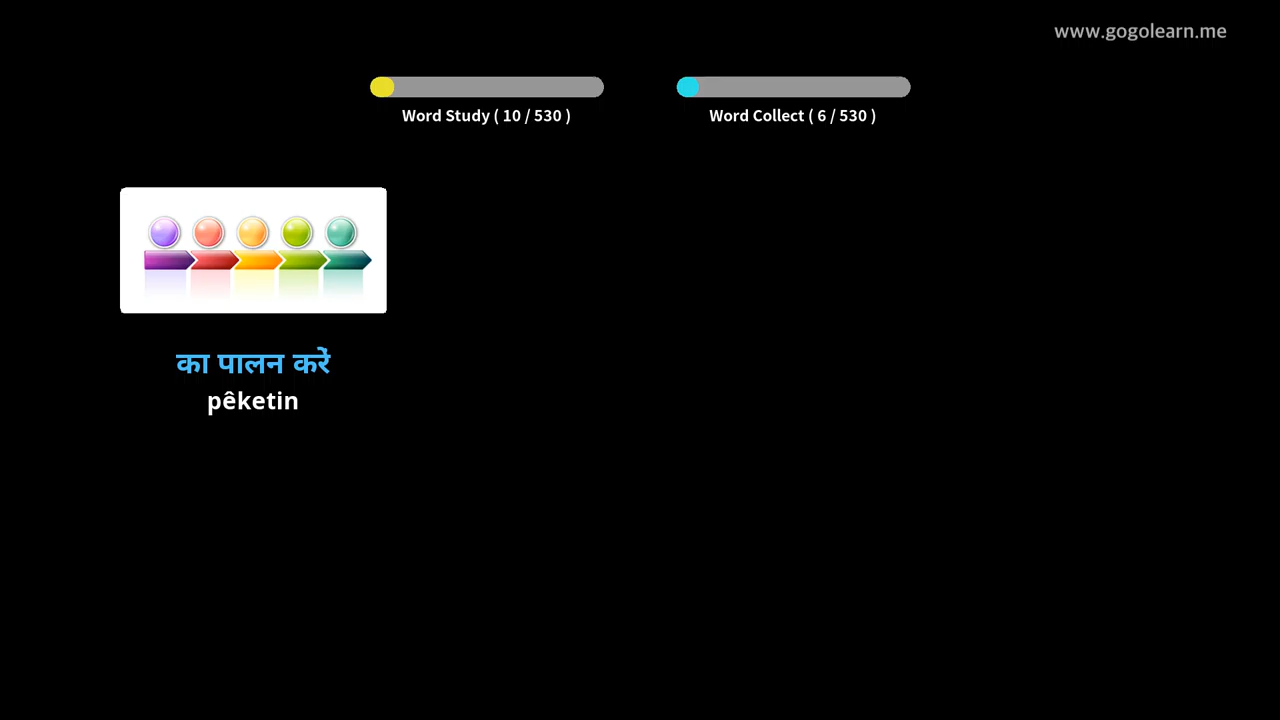 www.gogolearn.me
Word Study ( 10 / 530 )
Word Collect ( 6 / 530 )
का पालन करें
pêketin